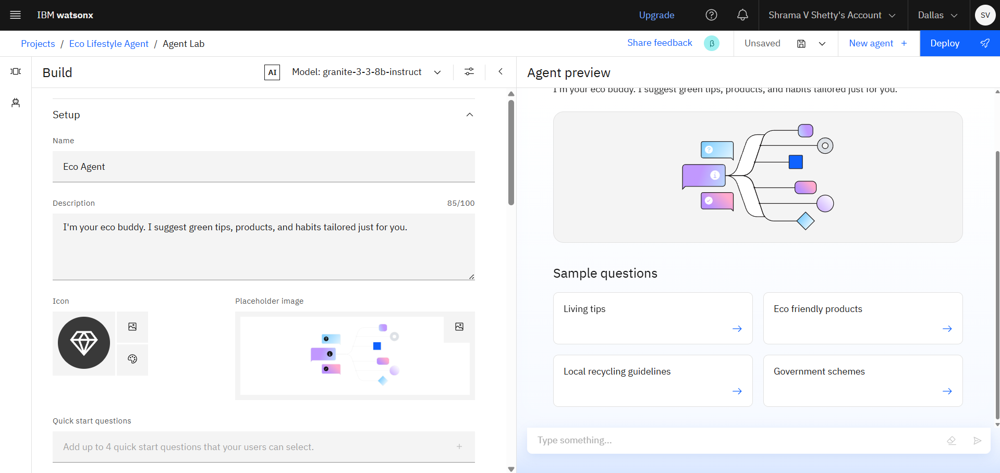 IBM watsonx
Upgrade
Shrama V Shetty's Account
Dallas
SV
Projects / Eco Lifestyle Agent / Agent Lab
Share feedback
β
Unsaved
New agent +
Deploy
Build
AI
Model: granite-3-3-8b-instruct
Setup
Name
Eco Agent
Description
85/100
I'm your eco buddy. I suggest green tips, products, and habits tailored just for you.
Icon
Placeholder image
Quick start questions
Add up to 4 quick start questions that your users can select.
Agent preview
I'm your eco buddy. I suggest green tips, products, and habits tailored just for you.
Sample questions
Living tips
Eco friendly products
Local recycling guidelines
Government schemes
Type something...